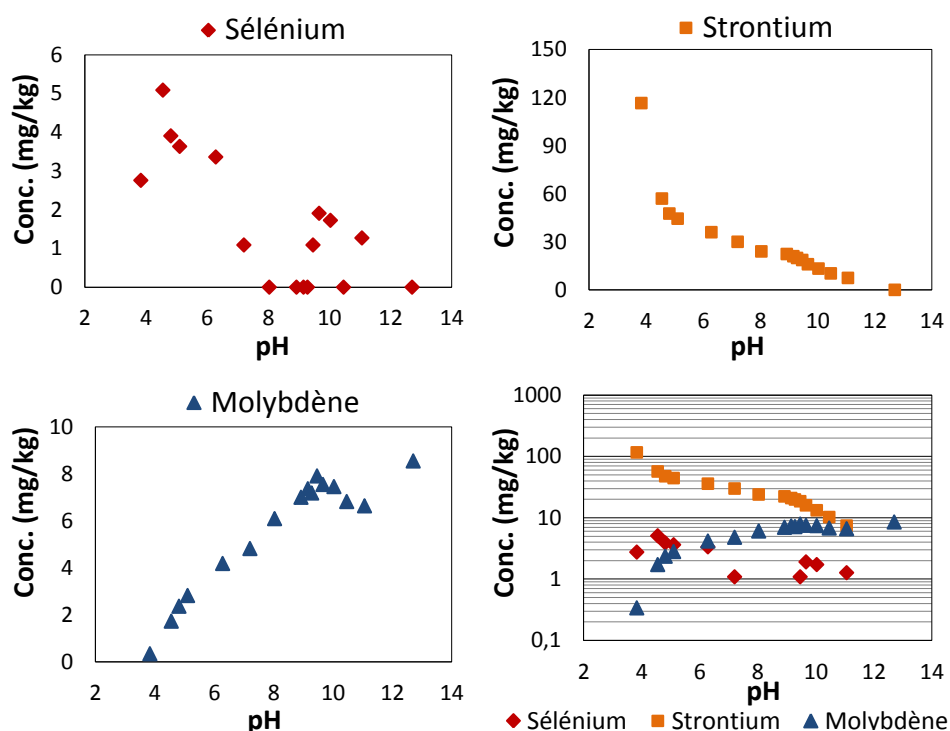 Sélénium
Conc. (mg/kg)
6
5
4
3
2
1
0
2 4 6 8 10 12 14
pH
Strontium
Conc. (mg/kg)
150
120
90
60
30
0
2 4 6 8 10 12 14
pH
Molybdène
Conc. (mg/kg)
10
8
6
4
2
0
2 4 6 8 10 12 14
pH
Conc. (mg/kg)
1000
100
10
1
0,1
2 4 6 8 10 12 14
pH
Sélénium Strontium Molybdène